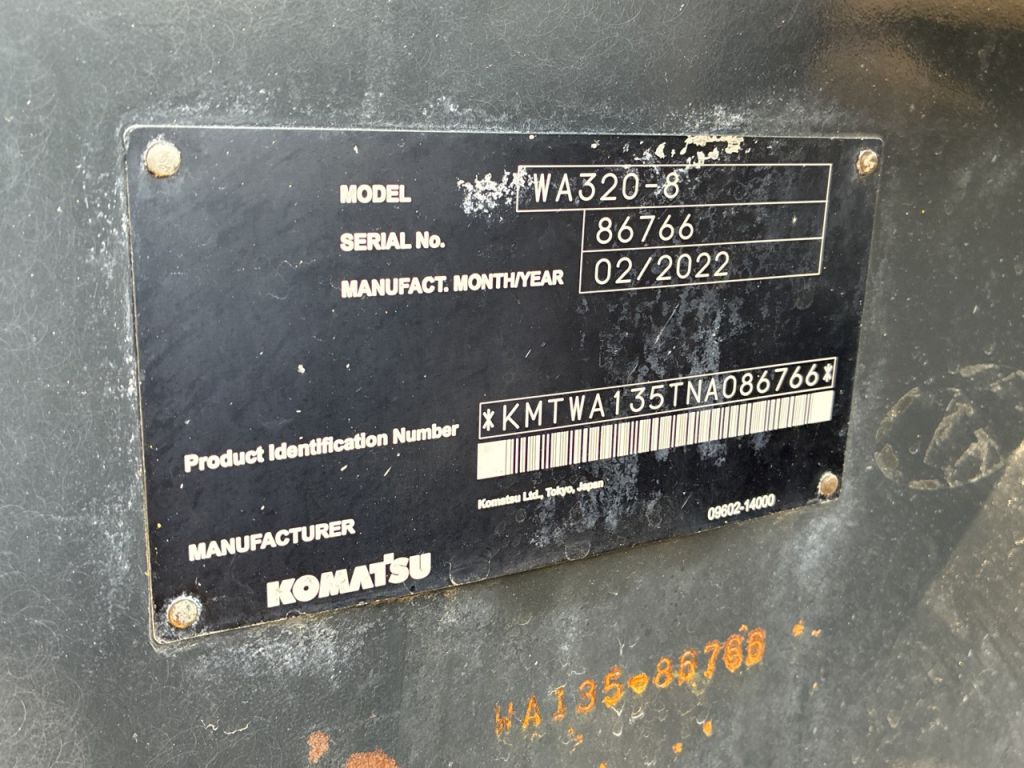 MODEL WA320-8
SERIAL No. 86766
MANUFACT. MONTH/YEAR 02/2022
Product Identification Number *KMTWA135TNA086766*
Komatsu Ltd., Tokyo, Japan
09602-14000
MANUFACTURER
KOMATSU
WA135-86766